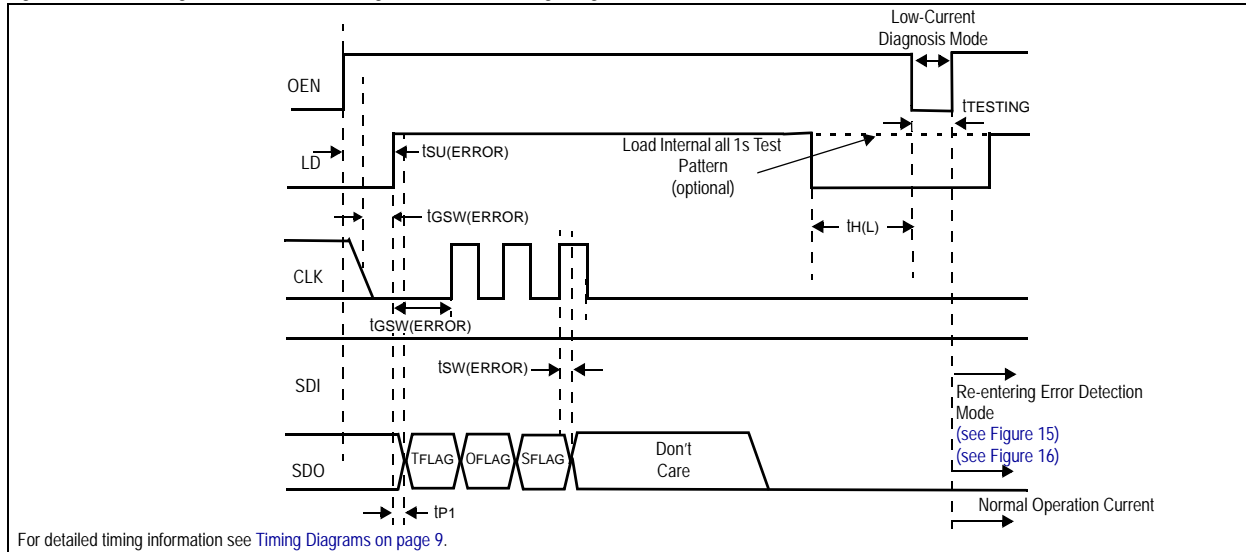 Low-Current
Diagnosis Mode
OEN
tTESTING
LD
tSU(ERROR)
Load Internal all 1s Test
Pattern
(optional)
tGSW(ERROR)
tH(L)
CLK
tGSW(ERROR)
tSW(ERROR)
SDI
Re-entering Error Detection
Mode
(see Figure 15)
(see Figure 16)
SDO
TFLAG
OFLAG
SFLAG
Don't
Care
tP1
Normal Operation Current
For detailed timing information see Timing Diagrams on page 9.